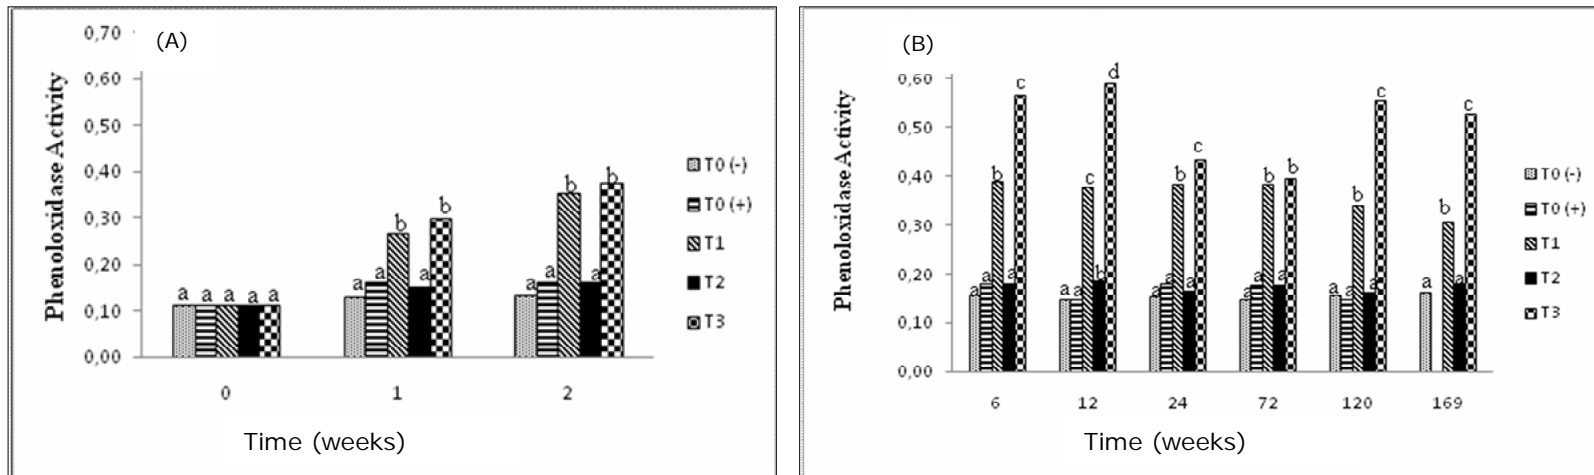 (A)
Phenoloxidase Activity
0,70
0,60
0,50
0,40
0,30
0,20
0,10
0,00
a a a a a
a a b a b
a a b a b
0 1 2
Time (weeks)
T0 (-)
T0 (+)
T1
T2
T3
(B)
Phenoloxidase Activity
0,60
0,50
0,40
0,30
0,20
0,10
0,00
a a b a c
a a c b d
a a b a c
a a b a b
a a b a c
a b a c
6 12 24 72 120 169
Time (weeks)
T0 (-)
T0 (+)
T1
T2
T3